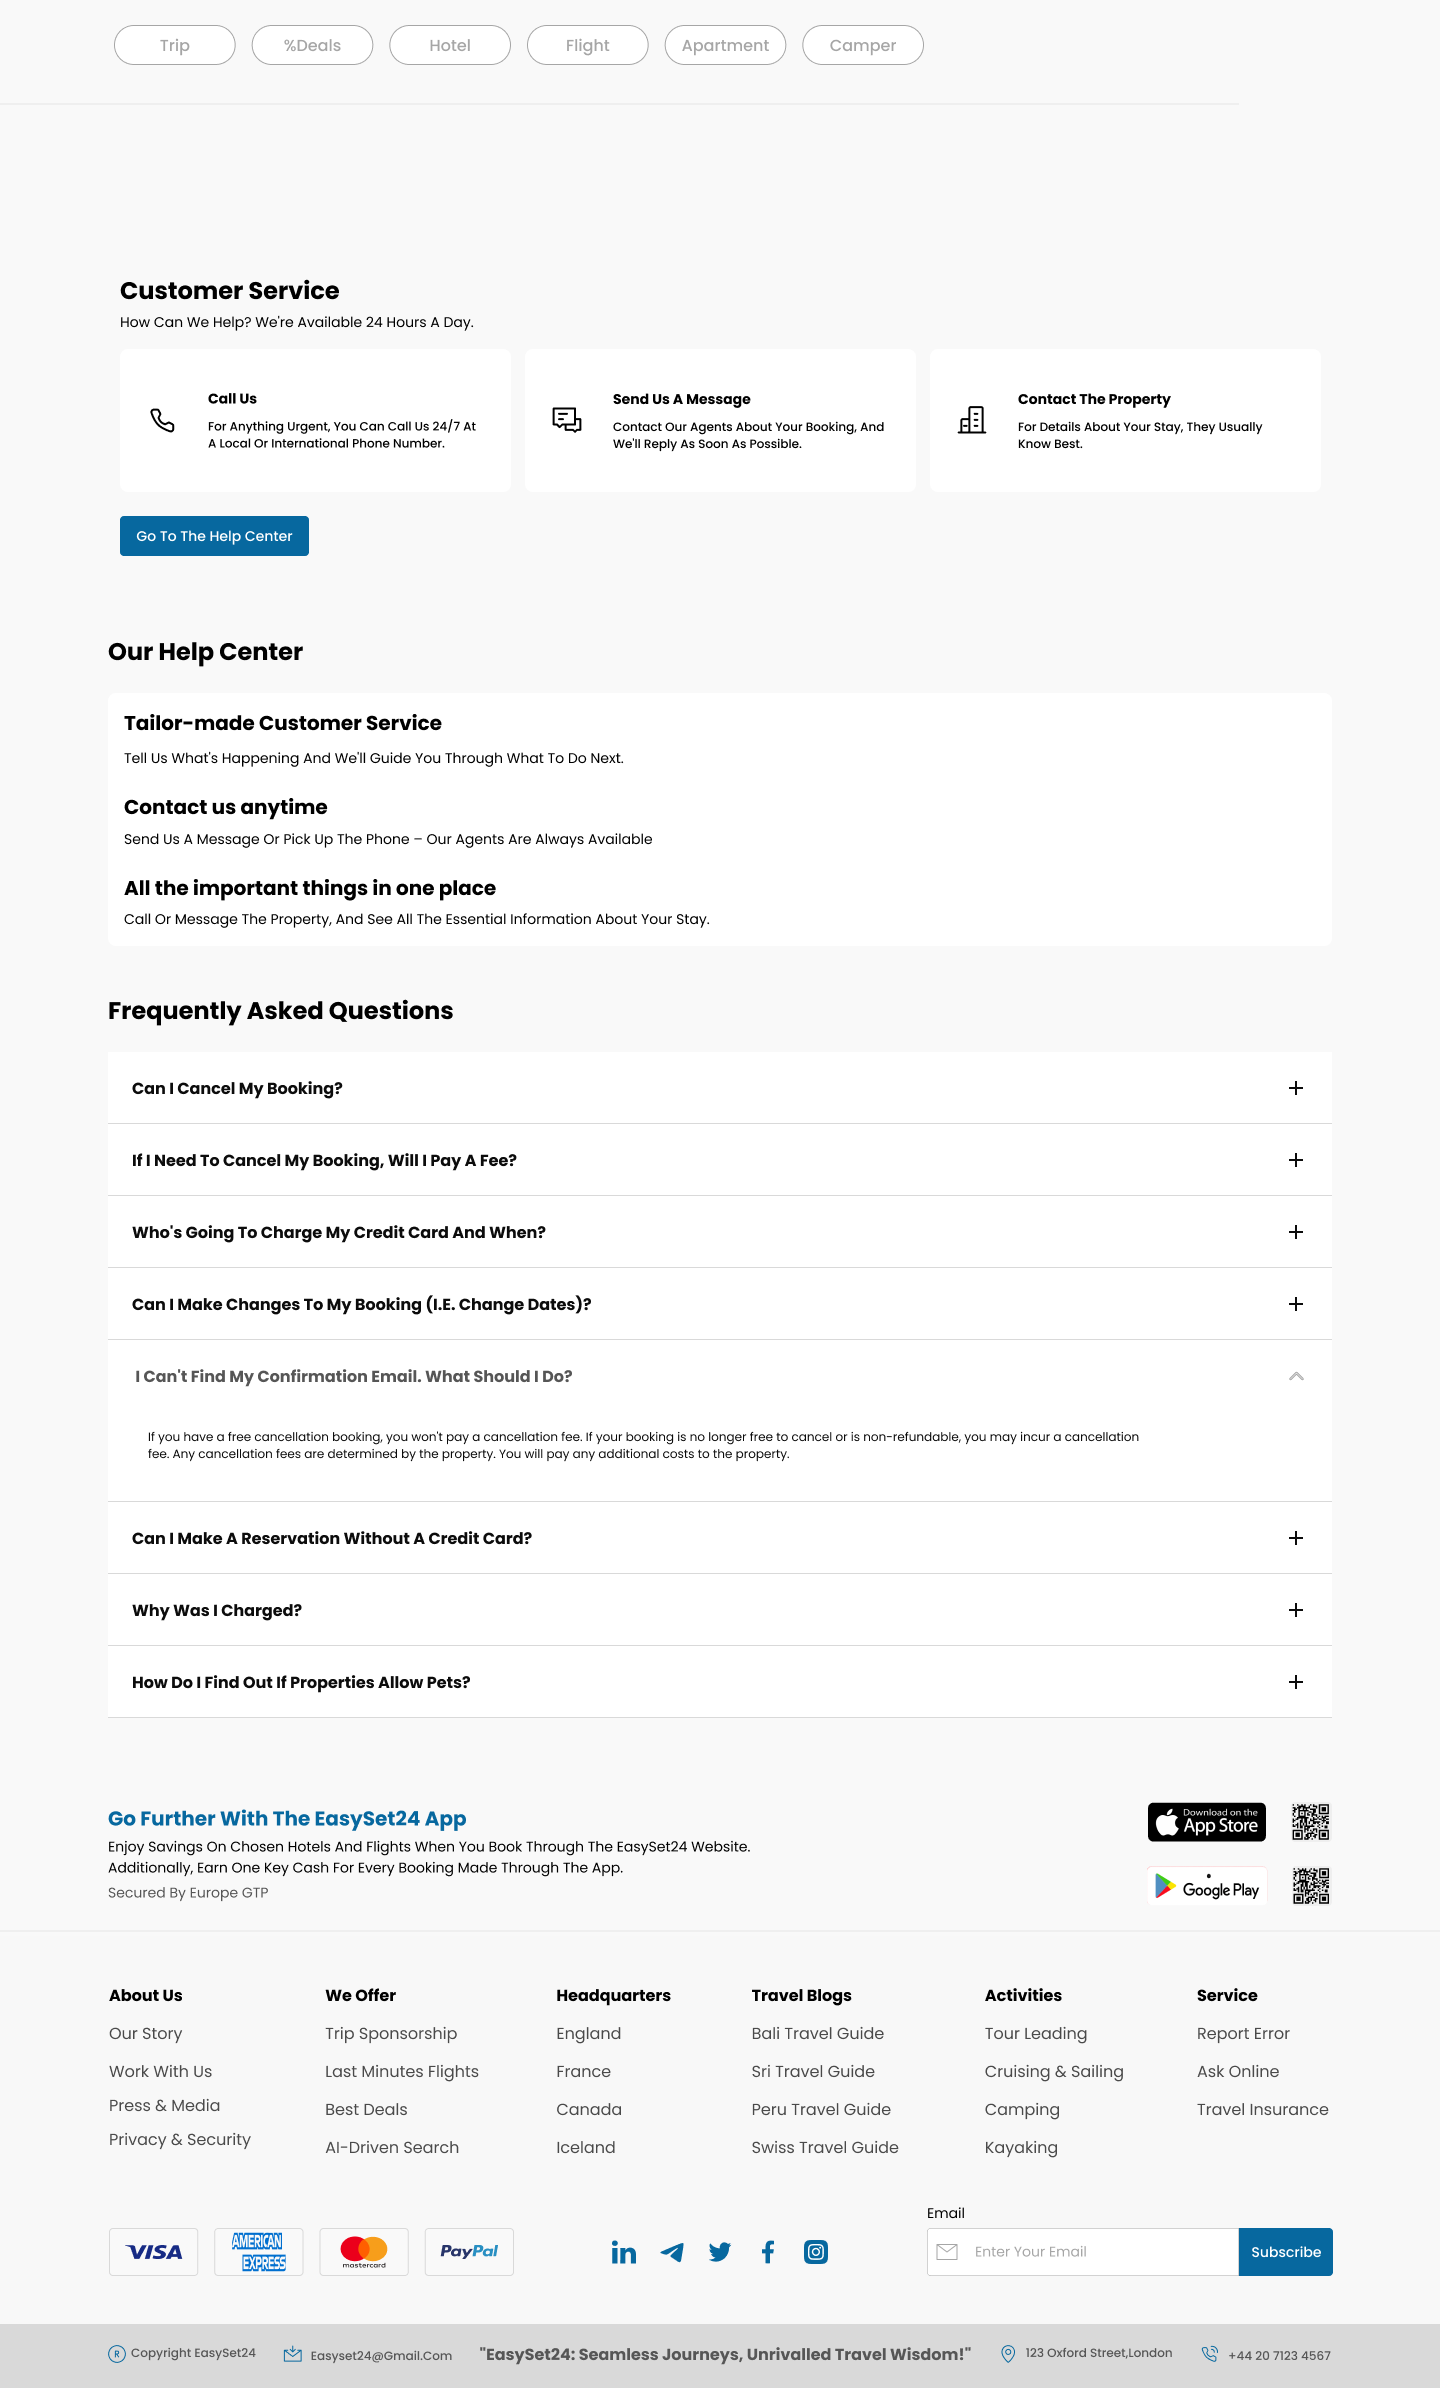 Trip
%Deals
Hotel
Flight
Apartment
Camper
Customer Service
How Can We Help? We're Available 24 Hours A Day.
Call Us
For Anything Urgent, You Can Call Us 24/7 At
A Local Or International Phone Number.
Send Us A Message
Contact Our Agents About Your Booking, And
We'll Reply As Soon As Possible.
Contact The Property
For Details About Your Stay, They Usually
Know Best.
Go To The Help Center
Our Help Center
Tailor-made Customer Service
Tell Us What's Happening And We'll Guide You Through What To Do Next.
Contact us anytime
Send Us A Message Or Pick Up The Phone – Our Agents Are Always Available
All the important things in one place
Call Or Message The Property, And See All The Essential Information About Your Stay.
Frequently Asked Questions
Can I Cancel My Booking?
If I Need To Cancel My Booking, Will I Pay A Fee?
Who's Going To Charge My Credit Card And When?
Can I Make Changes To My Booking (I.E. Change Dates)?
I Can't Find My Confirmation Email. What Should I Do?
If you have a free cancellation booking, you won't pay a cancellation fee. If your booking is no longer free to cancel or is non-refundable, you may incur a cancellation
fee. Any cancellation fees are determined by the property. You will pay any additional costs to the property.
Can I Make A Reservation Without A Credit Card?
Why Was I Charged?
How Do I Find Out If Properties Allow Pets?
Go Further With The EasySet24 App
Enjoy Savings On Chosen Hotels And Flights When You Book Through The EasySet24 Website.
Additionally, Earn One Key Cash For Every Booking Made Through The App.
Secured By Europe GTP
Download on the
App Store
Google Play
About Us
Our Story
Work With Us
Press & Media
Privacy & Security
We Offer
Trip Sponsorship
Last Minutes Flights
Best Deals
AI-Driven Search
Headquarters
England
France
Canada
Iceland
Travel Blogs
Bali Travel Guide
Sri Travel Guide
Peru Travel Guide
Swiss Travel Guide
Activities
Tour Leading
Cruising & Sailing
Camping
Kayaking
Service
Report Error
Ask Online
Travel Insurance
VISA
AMERICAN
EXPRESS
mastercard
PayPal
in
Email
Enter Your Email
Subscribe
R Copyright EasySet24
Easyset24@Gmail.Com
"EasySet24: Seamless Journeys, Unrivalled Travel Wisdom!"
123 Oxford Street,London
+44 20 7123 4567